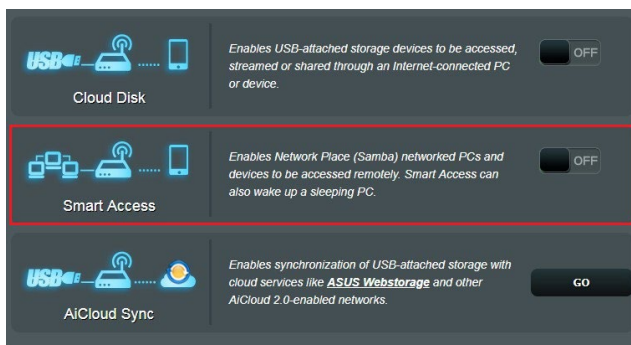 USB
Cloud Disk
Enables USB-attached storage devices to be accessed,
streamed or shared through an Internet-connected PC
or device.
OFF
Smart Access
Enables Network Place (Samba) networked PCs and
devices to be accessed remotely. Smart Access can
also wake up a sleeping PC.
OFF
USB
AiCloud Sync
Enables synchronization of USB-attached storage with
cloud services like ASUS Webstorage and other
AiCloud 2.0-enabled networks.
GO